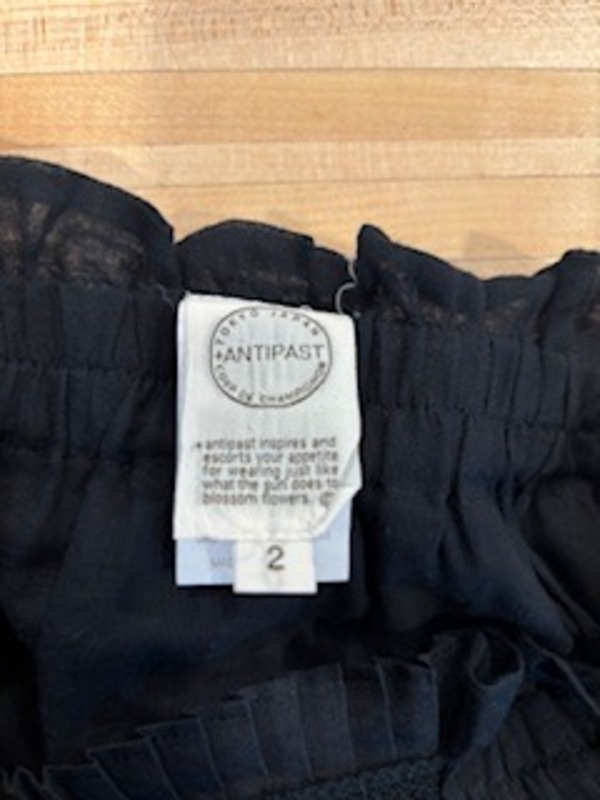 TOKYO JAPAN
+ANTIPAST
CORP DE CHAMPIGNON
+antipast inspires and
escorts your appetite
for wearing just like
what the sun does to
blossom flowers.
2